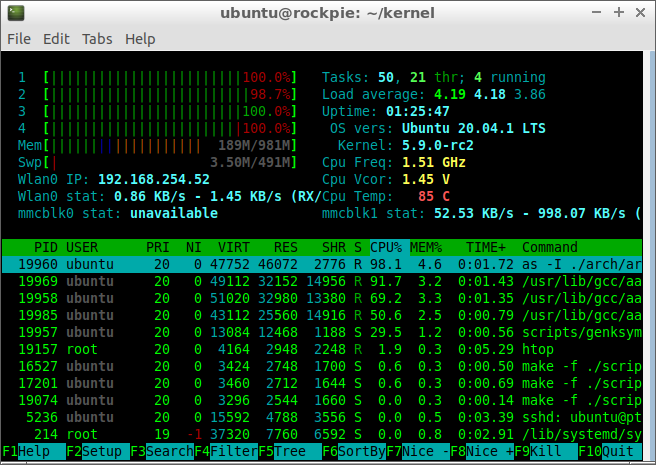 ubuntu@rockpie: ~/kernel
File Edit Tabs Help
1 [||||||||||||||||||||||||100.0%] Tasks: 50, 21 thr; 4 running
2 [|||||||||||||||||||||||||98.7%] Load average: 4.19 4.18 3.86
3 [||||||||||||||||||||||||100.0%] Uptime: 01:25:47
4 [||||||||||||||||||||||||100.0%] OS vers: Ubuntu 20.04.1 LTS
Mem[||||||||||||||||||| 189M/981M] Kernel: 5.9.0-rc2
Swp[| 3.50M/491M] Cpu Freq: 1.51 GHz
Wlan0 IP: 192.168.254.52 Cpu Vcor: 1.45 V
Wlan0 stat: 0.86 KB/s - 1.45 KB/s (RX/Cpu Temp: 85 C
mmcblk0 stat: unavailable mmcblk1 stat: 52.53 KB/s - 998.07 KB/s (
PID USER PRI NI VIRT RES SHR S CPU% MEM% TIME+ Command
19960 ubuntu 20 0 47752 46072 2776 R 98.1 4.6 0:01.72 as -I ./arch/ar
19969 ubuntu 20 0 49112 32152 14956 R 91.7 3.2 0:01.43 /usr/lib/gcc/aa
19958 ubuntu 20 0 51020 32980 13380 R 69.2 3.3 0:01.35 /usr/lib/gcc/aa
19985 ubuntu 20 0 43112 25560 14916 R 50.6 2.5 0:00.79 /usr/lib/gcc/aa
19957 ubuntu 20 0 13084 12468 1188 S 29.5 1.2 0:00.56 scripts/genksym
19157 root 20 0 4164 2948 2248 R 1.9 0.3 0:05.29 htop
16527 ubuntu 20 0 3424 2748 1700 S 0.6 0.3 0:00.50 make -f ./scrip
17201 ubuntu 20 0 3460 2712 1644 S 0.6 0.3 0:00.69 make -f ./scrip
19074 ubuntu 20 0 3296 2544 1660 S 0.0 0.3 0:00.14 make -f ./scrip
5236 ubuntu 20 0 15592 4788 3556 S 0.0 0.5 0:03.39 sshd: ubuntu@pt
214 root 19 -1 37320 7760 6592 S 0.0 0.8 0:02.91 /lib/systemd/sy
F1Help F2Setup F3SearchF4FilterF5Tree F6SortByF7Nice -F8Nice +F9Kill F10Quit